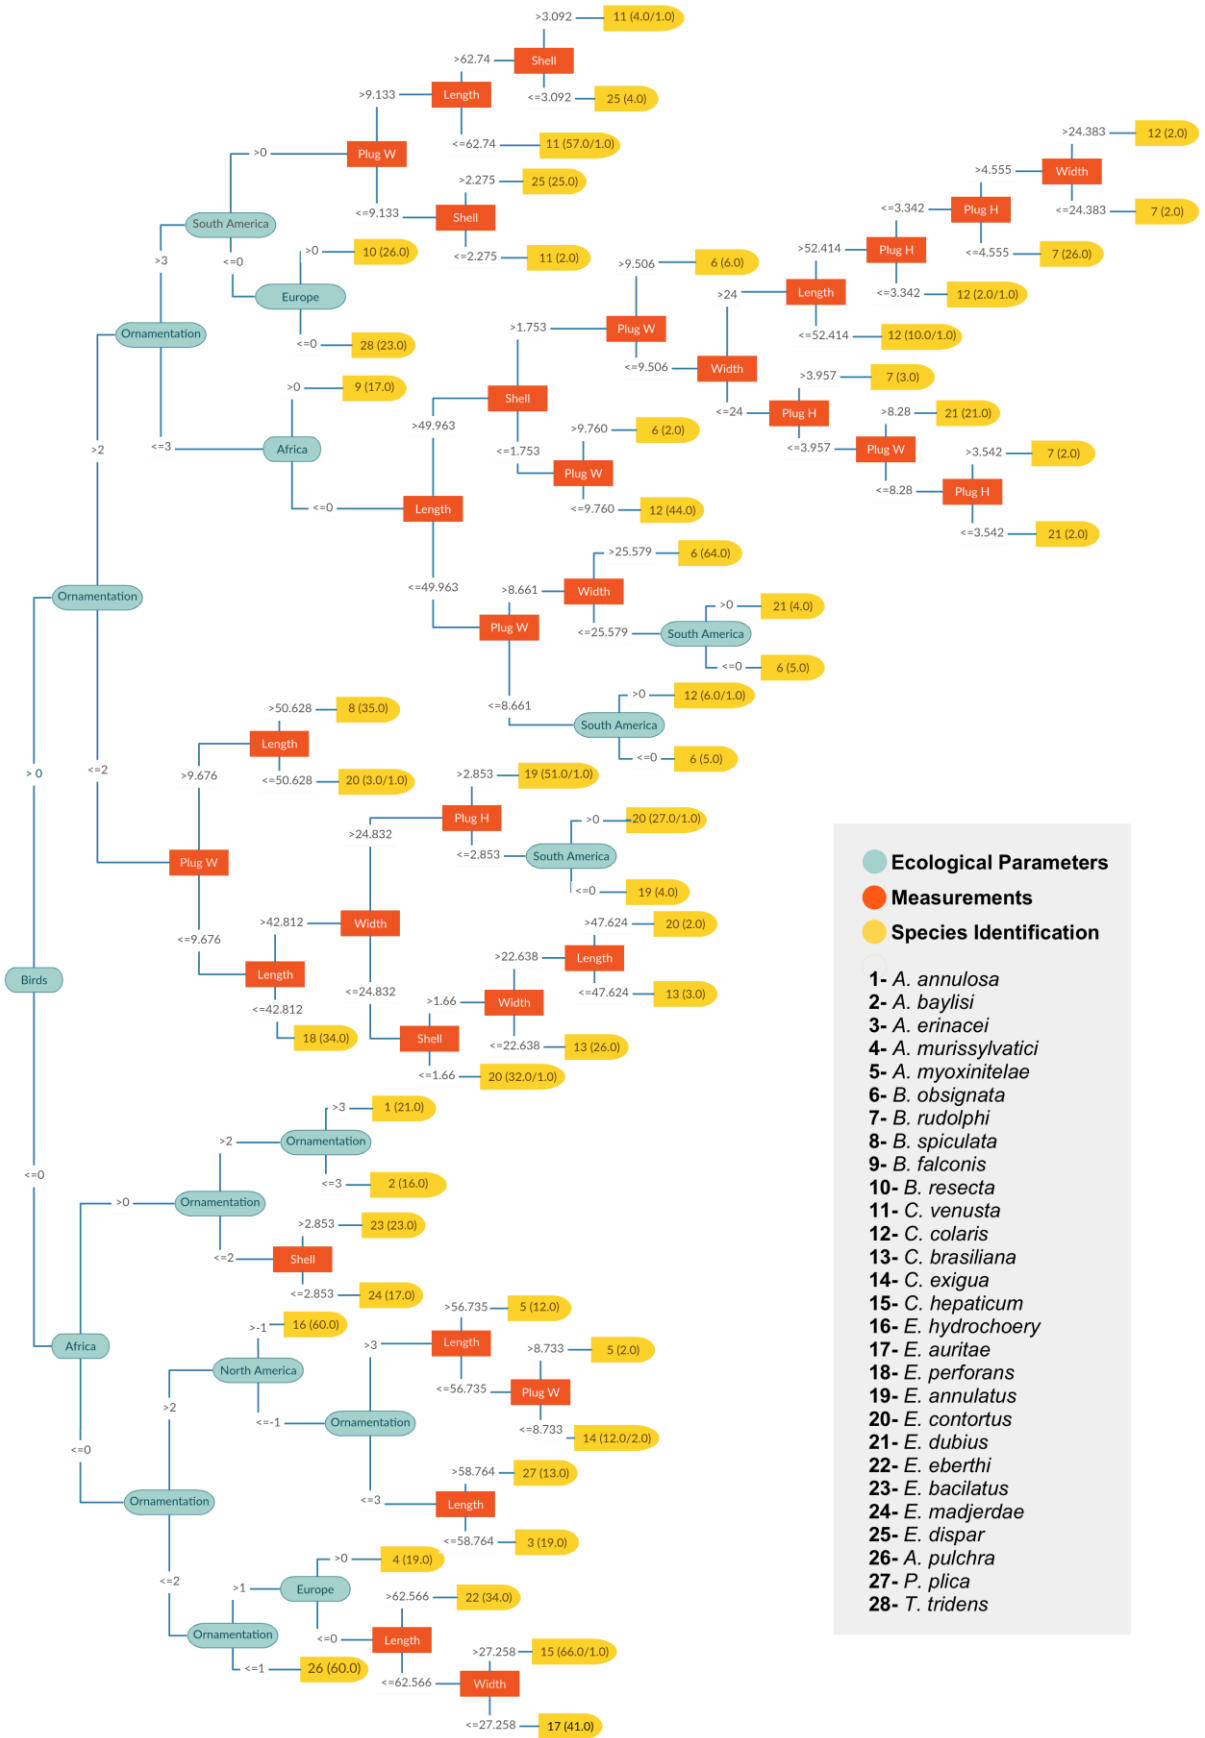 >3.092
11 (4.0/1.0)
>62.74
Shell
>9.133
Length
<=3.092
25 (4.0)
<=62.74
11 (57.0/1.0)
>0
Plug W
>2.275
25 (25.0)
<=9.133
Shell
South America
<=2.275
11 (2.0)
>3
<=0
>0
10 (26.0)
Europe
<=0
28 (23.0)
Ornamentation
>0
9 (17.0)
<=3
Africa
>2
<=0
Length
>49.963
Shell
>1.753
Plug W
>9.506
6 (6.0)
<=9.506
Width
>24
Length
>52.414
Plug H
<=3.342
Plug H
>4.555
Width
>24.383
12 (2.0)
<=24.383
7 (2.0)
<=4.555
7 (26.0)
<=3.342
12 (2.0/1.0)
<=52.414
12 (10.0/1.0)
<=24
Plug H
>3.957
7 (3.0)
<=3.957
Plug W
>8.28
21 (21.0)
<=8.28
Plug H
>3.542
7 (2.0)
<=3.542
21 (2.0)
<=1.753
Plug W
>9.760
6 (2.0)
<=9.760
12 (44.0)
<=49.963
Plug W
>8.661
Width
>25.579
6 (64.0)
<=25.579
South America
>0
21 (4.0)
<=0
6 (5.0)
<=8.661
South America
>0
12 (6.0/1.0)
<=0
6 (5.0)
Ornamentation
> 0
<=2
Plug W
>9.676
Length
>50.628
8 (35.0)
<=50.628
20 (3.0/1.0)
<=9.676
Length
>42.812
Width
>24.832
Plug H
>2.853
19 (51.0/1.0)
<=2.853
South America
>0
20 (27.0/1.0)
<=0
19 (4.0)
<=24.832
Shell
>1.66
Width
>22.638
Length
>47.624
20 (2.0)
<=47.624
13 (3.0)
<=22.638
13 (26.0)
<=1.66
20 (32.0/1.0)
<=42.812
18 (34.0)
Birds
<=0
Africa
>0
Ornamentation
>2
Ornamentation
>3
1 (21.0)
<=3
2 (16.0)
<=2
Shell
>2.853
23 (23.0)
<=2.853
24 (17.0)
<=0
Ornamentation
>2
North America
>-1
16 (60.0)
<=-1
Ornamentation
>3
Length
>56.735
5 (12.0)
<=56.735
Plug W
>8.733
5 (2.0)
<=8.733
14 (12.0/2.0)
<=3
Length
>58.764
27 (13.0)
<=58.764
3 (19.0)
<=2
Ornamentation
>1
Europe
>0
4 (19.0)
<=0
Length
>62.566
22 (34.0)
<=62.566
Width
>27.258
15 (66.0/1.0)
<=27.258
17 (41.0)
<=1
26 (60.0)
Ecological Parameters
Measurements
Species Identification
1- A. annulosa
2- A. baylisi
3- A. erinacei
4- A. murissylvatici
5- A. myoxinitelae
6- B. obsignata
7- B. rudolphi
8- B. spiculata
9- B. falconis
10- B. resecta
11- C. venusta
12- C. colaris
13- C. brasiliana
14- C. exigua
15- C. hepaticum
16- E. hydrochoery
17- E. auritae
18- E. perforans
19- E. annulatus
20- E. contortus
21- E. dubius
22- E. eberthi
23- E. bacilatus
24- E. madjerdae
25- E. dispar
26- A. pulchra
27- P. plica
28- T. tridens